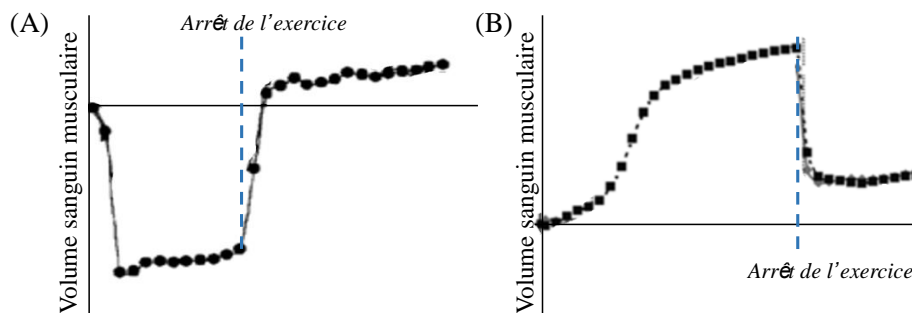 (A)
Arrêt de l'exercice
Volume sanguin musculaire
(B)
Volume sanguin musculaire
Arrêt de l'exercice